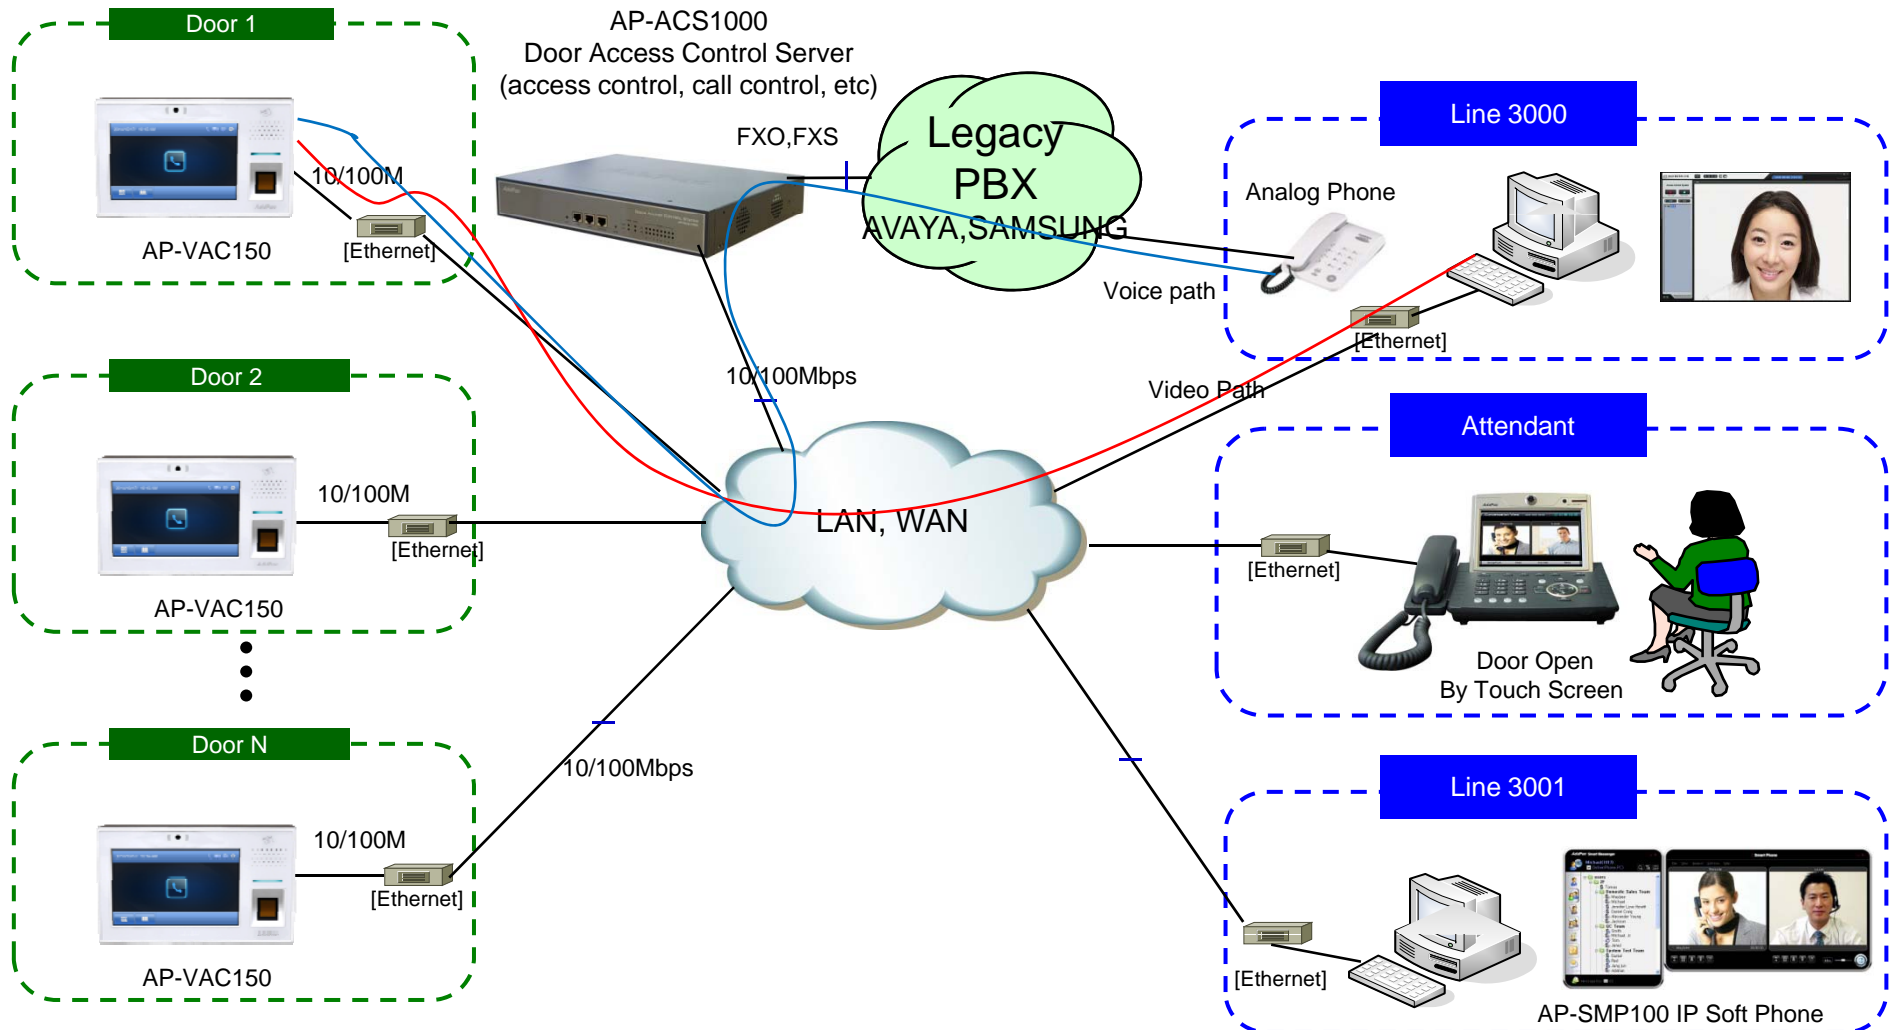 Door 1
AP-ACS1000
Door Access Control Server
(access control, call control, etc)
10/100M
[Ethernet]
AP-VAC150
FXO,FXS
Legacy
PBX
AVAYA,SAMSUNG
Line 3000
Analog Phone
Voice path
[Ethernet]
Door 2
10/100Mbps
Video Path
10/100M
[Ethernet]
AP-VAC150
LAN, WAN
Attendant
[Ethernet]
Door Open
By Touch Screen
Door N
10/100Mbps
10/100M
[Ethernet]
AP-VAC150
Line 3001
[Ethernet]
AP-SMP100 IP Soft Phone